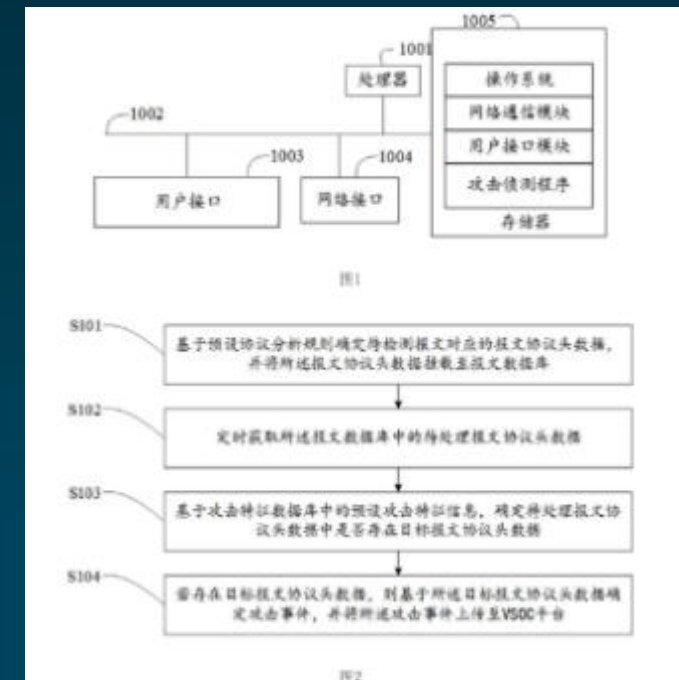 1005
1001
处理器
操作系统
1002
网络通信模块
用户接口模块
1003
1004
用户接口
网络接口
攻击侦测程序
存储器
图1
S101
基于预设协议分析规则确定待检测报文对应的报文协议头数据,
并将所述报文协议头数据挂载至报文数据库
S102
定时获取所述报文数据库中的待处理报文协议头数据
S103
基于攻击特征数据库中的预设攻击特征信息，确定待处理报文协
议头数据中是否存在目标报文协议头数据
S104
若存在目标报文协议头数据，则基于所述目标报文协议头数据确
定攻击事件，并将所述攻击事件上传至VSOC平台
图2